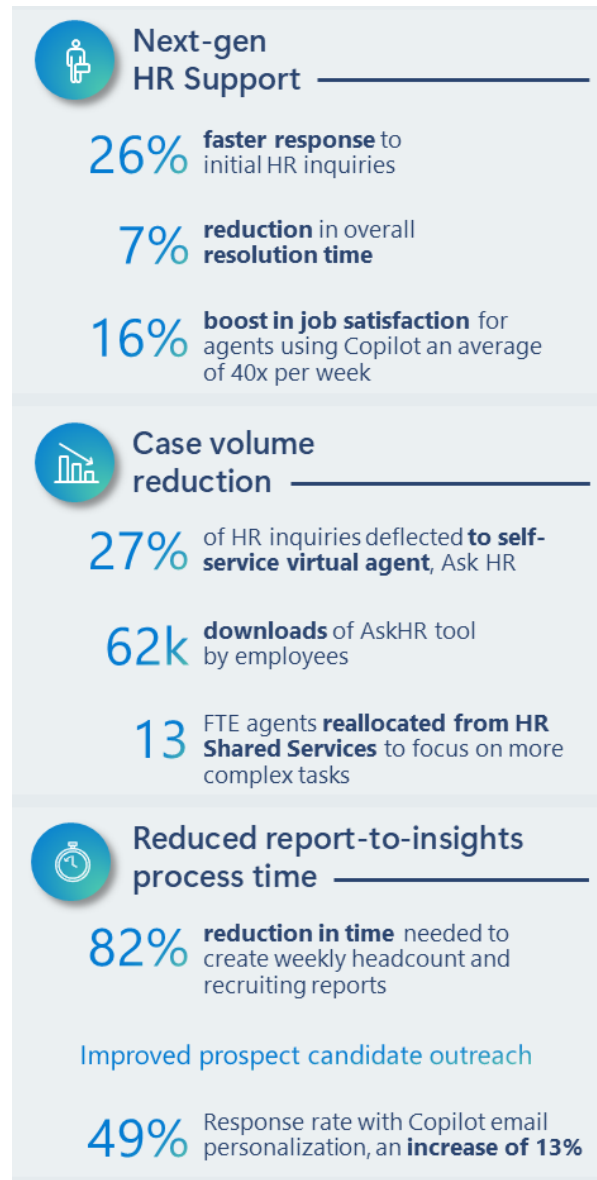 Next-gen
HR Support
26%
faster response to
initial HR inquiries
7%
reduction in overall
resolution time
16%
boost in job satisfaction for
agents using Copilot an average
of 40x per week
Case volume
reduction
27%
of HR inquiries deflected to self-
service virtual agent, Ask HR
62k
downloads of AskHR tool
by employees
13
FTE agents reallocated from HR
Shared Services to focus on more
complex tasks
Reduced report-to-insights
process time
82%
reduction in time needed to
create weekly headcount and
recruiting reports
Improved prospect candidate outreach
49%
Response rate with Copilot email
personalization, an increase of 13%